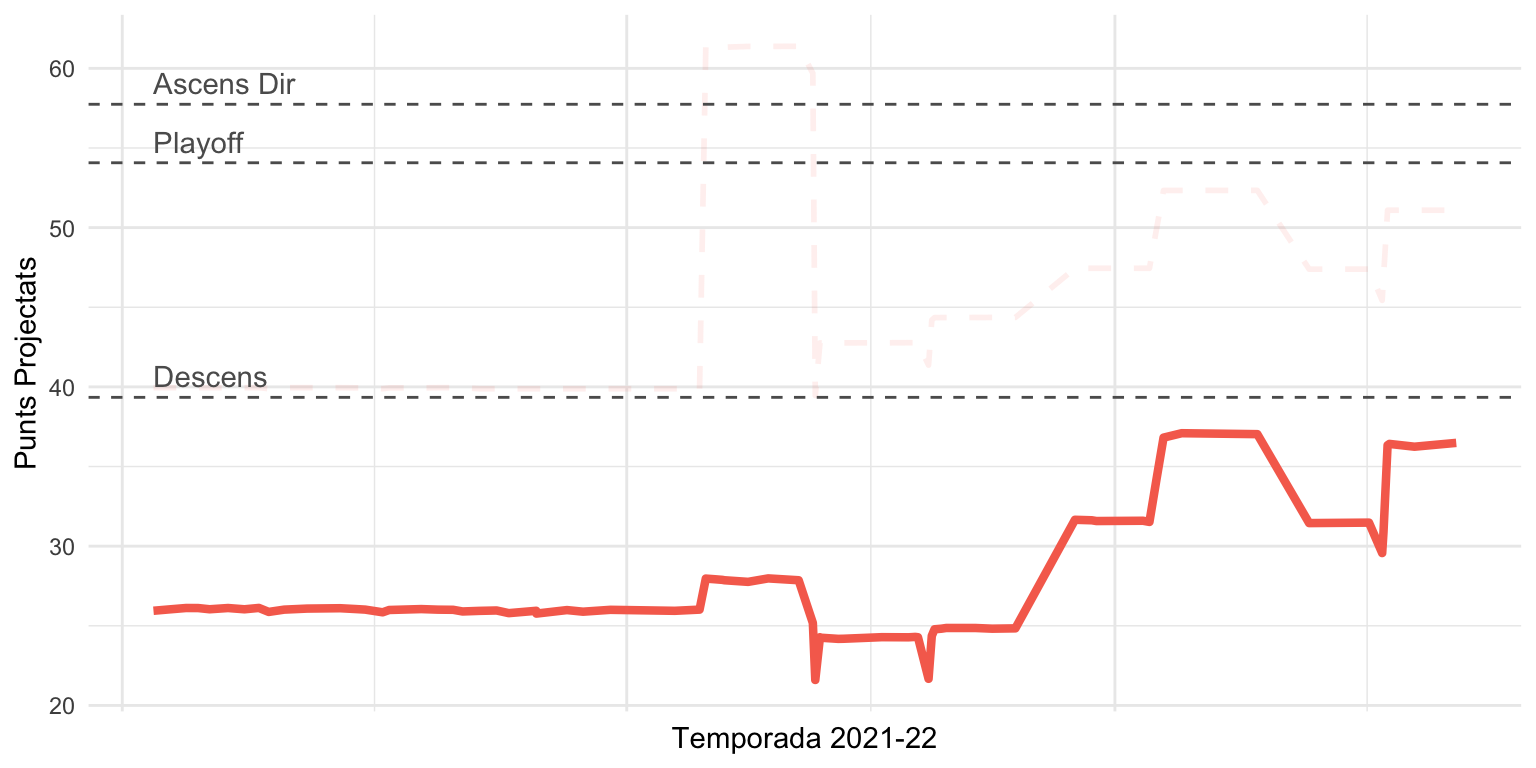 60
Ascens Dir
Playoff
50
40
Descens
30
20
Punts Projectats
Temporada 2021-22